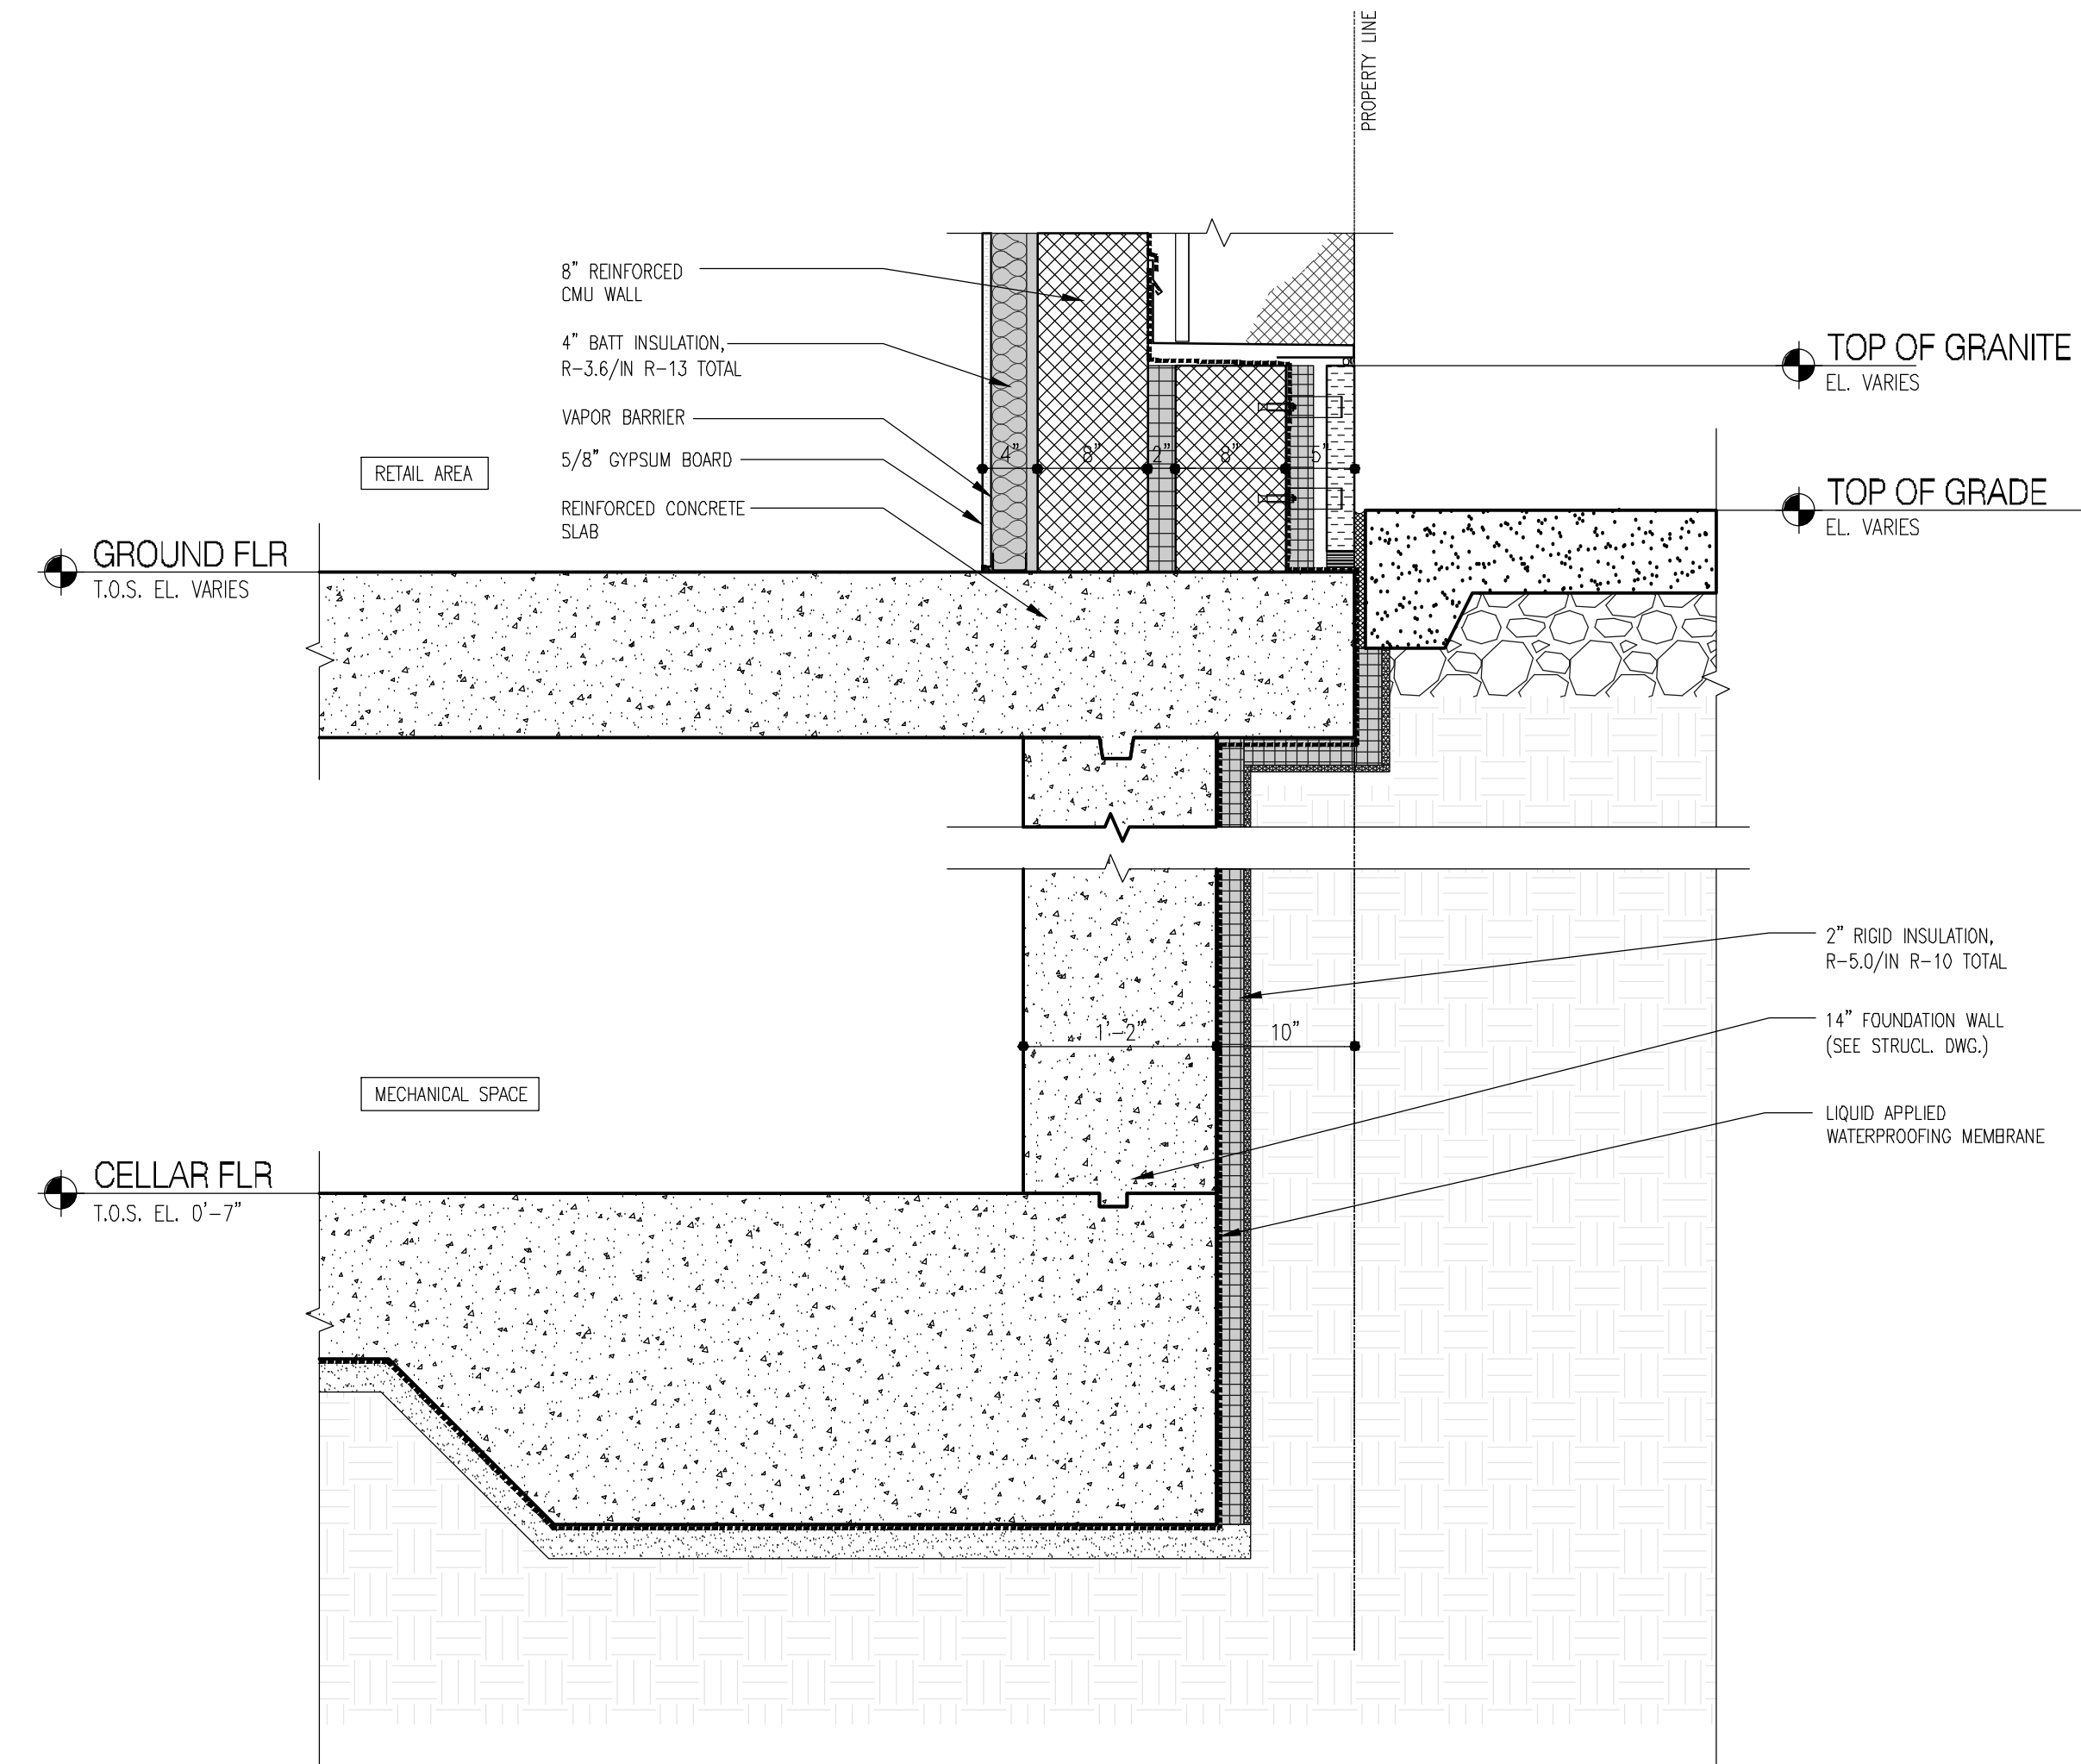 PROPERTY LINE
8" REINFORCED
CMU WALL
4" BATT INSULATION,
R-3.6/IN R-13 TOTAL
VAPOR BARRIER
5/8" GYPSUM BOARD
REINFORCED CONCRETE
SLAB
RETAIL AREA
4"
8"
2"
8"
5"
TOP OF GRANITE
EL. VARIES
TOP OF GRADE
EL. VARIES
GROUND FLR
T.O.S. EL. VARIES
2" RIGID INSULATION,
R-5.0/IN R-10 TOTAL
14" FOUNDATION WALL
(SEE STRUCL. DWG.)
1'-2"
10"
MECHANICAL SPACE
LIQUID APPLIED
WATERPROOFING MEMBRANE
CELLAR FLR
T.O.S. EL. 0'-7"